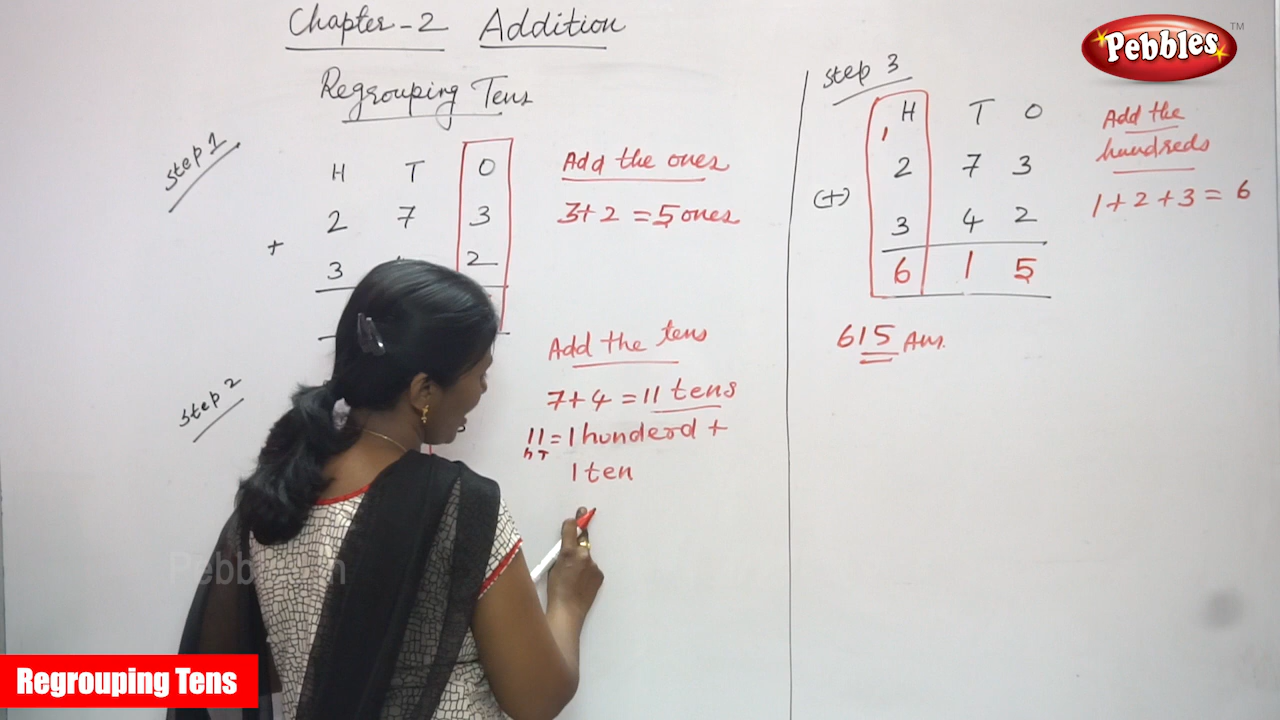 Chapter-2 Addition
Regrouping Tens
Step 1
H T O
2 7 3
+ 3 2
Add the ones
3+2 = 5 ones
Step 2
Add the tens
7+4 = 11 tens
11 = 1 hunderd +
h T
1 ten
Step 3
H T O
1
2 7 3
(+)
3 4 2
6 1 5
Add the
hundreds
1+2+3 = 6
615 Ans.
Pebbles™
Regrouping Tens